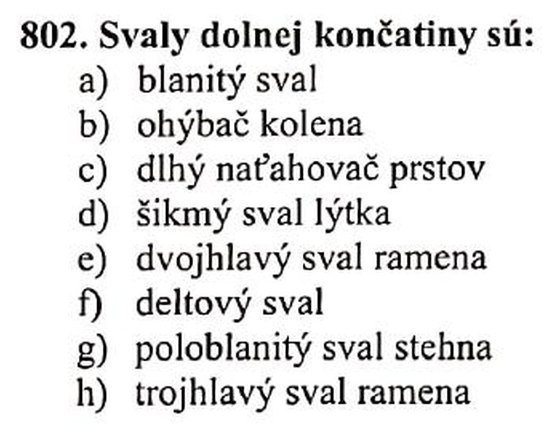 802. Svaly dolnej končatiny sú:
a) blanitý sval
b) ohýbač kolena
c) dlhý naťahovač prstov
d) šikmý sval lýtka
e) dvojhlavý sval ramena
f) deltový sval
g) poloblanitý sval stehna
h) trojhlavý sval ramena